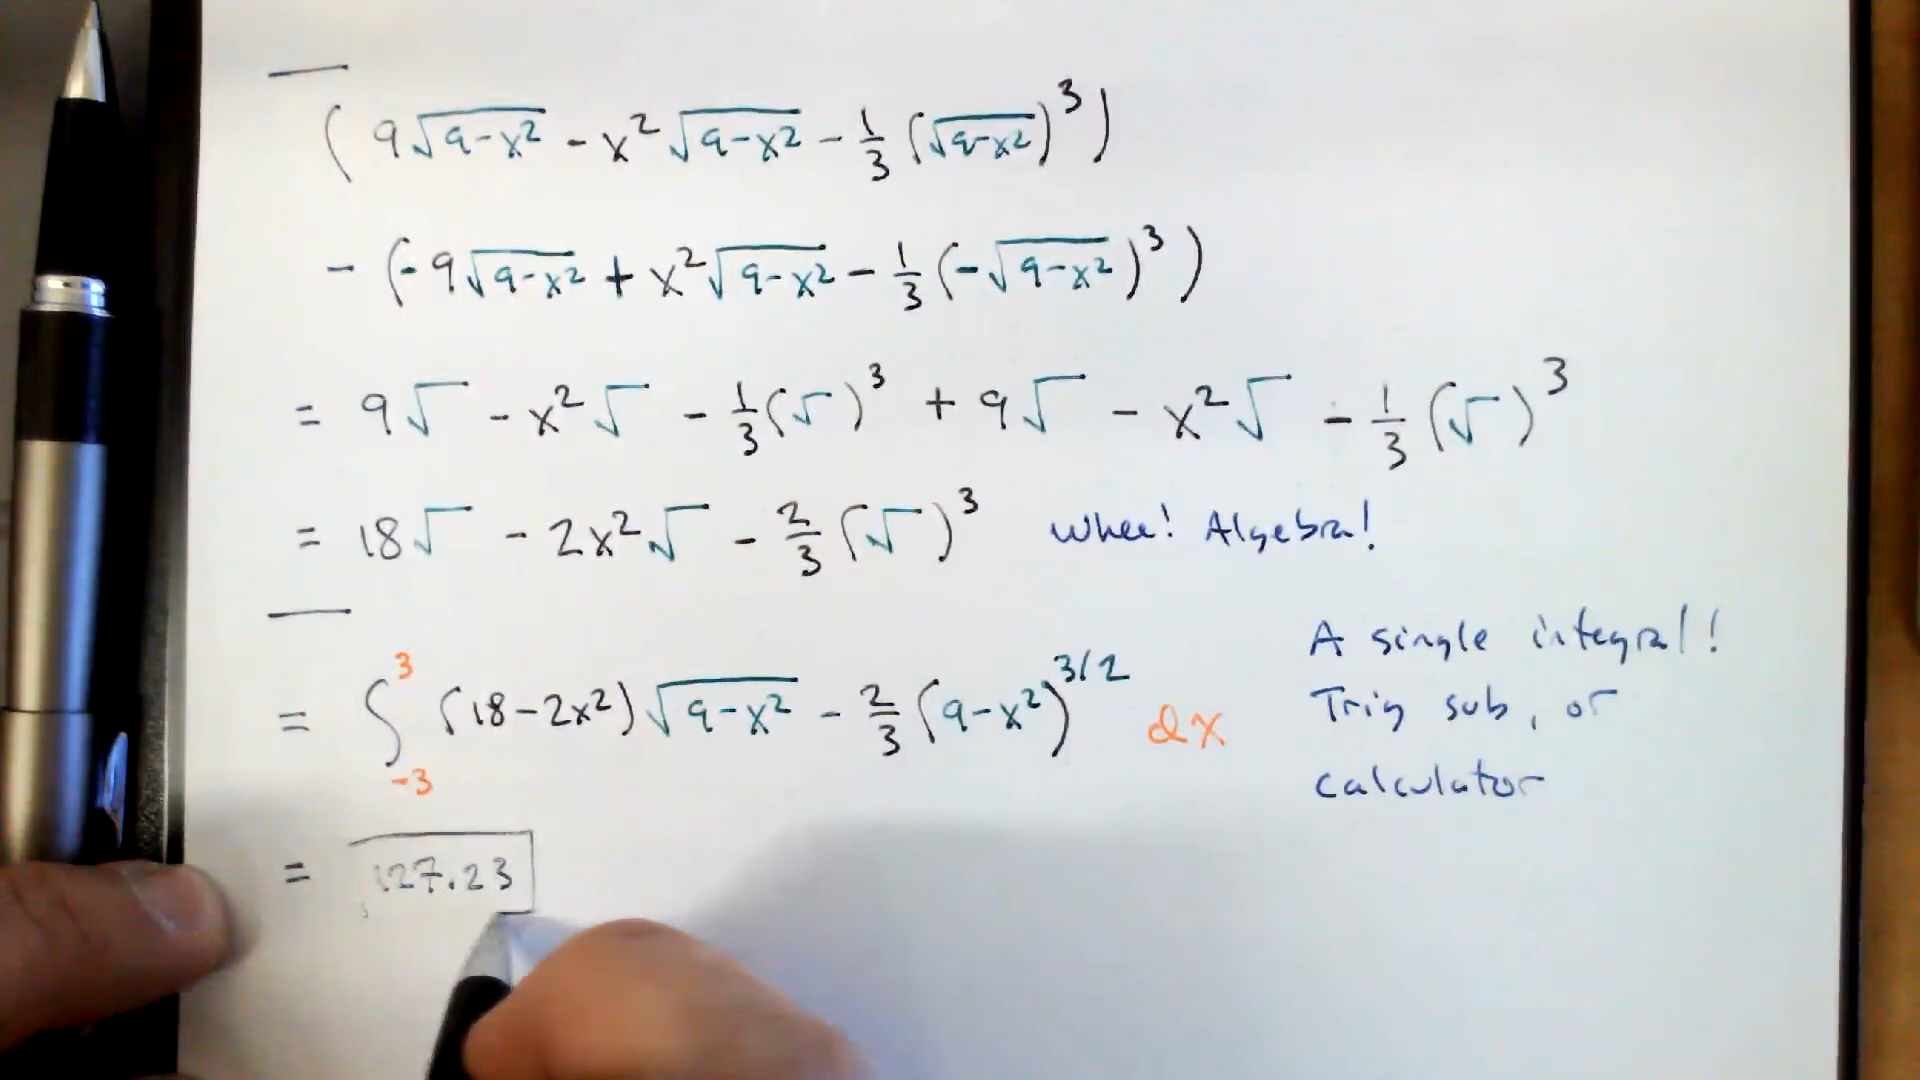 (9√(9-x²) - x²√(9-x²) - 1/3 (√(9-x²))³)
- (-9√(9-x²) + x²√(9-x²) - 1/3 (-√(9-x²))³)
= 9√ - x²√ - 1/3 (√)³ + 9√ - x²√ - 1/3 (√)³
= 18√ - 2x²√ - 2/3 (√)³ Whee! Algebra!
= ∫₋₃³ (18-2x²)√(9-x²) - 2/3 (9-x²)^(3/2) dx
A single integral!
Trig sub, or
calculator
= 127.23